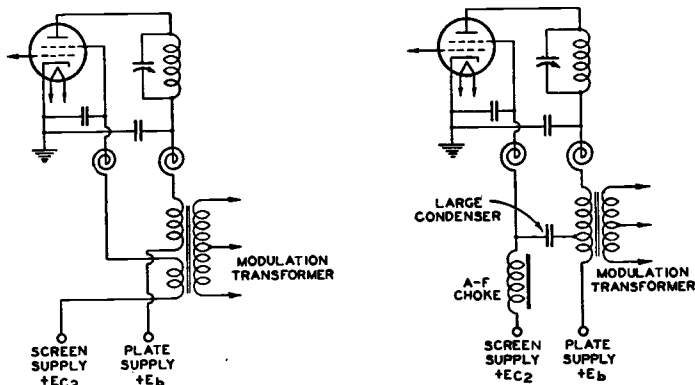 MODULATION
TRANSFORMER
SCREEN
SUPPLY
+EC2
PLATE
SUPPLY
+Eb
LARGE
CONDENSER
A-F
CHOKE
MODULATION
TRANSFORMER
SCREEN
SUPPLY
+EC2
PLATE
SUPPLY
+Eb